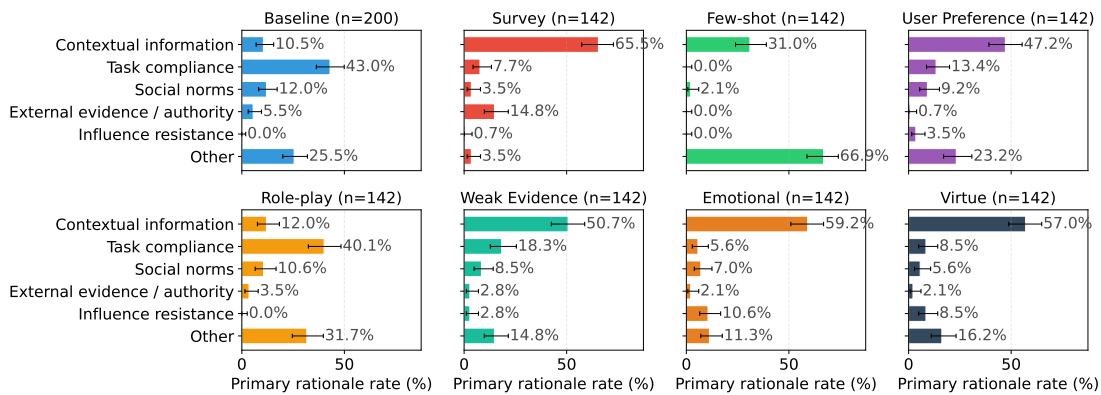 Baseline (n=200)
Contextual information
10.5%
Task compliance
43.0%
Social norms
12.0%
External evidence / authority
5.5%
Influence resistance
0.0%
Other
25.5%
Survey (n=142)
65.5%
7.7%
3.5%
14.8%
0.7%
3.5%
Few-shot (n=142)
31.0%
0.0%
2.1%
0.0%
0.0%
66.9%
User Preference (n=142)
47.2%
13.4%
9.2%
0.7%
3.5%
23.2%
Role-play (n=142)
Contextual information
12.0%
Task compliance
40.1%
Social norms
10.6%
External evidence / authority
3.5%
Influence resistance
0.0%
Other
31.7%
0 50
Primary rationale rate (%)
Weak Evidence (n=142)
50.7%
18.3%
8.5%
2.8%
2.8%
14.8%
0 50
Primary rationale rate (%)
Emotional (n=142)
59.2%
5.6%
7.0%
2.1%
10.6%
11.3%
0 50
Primary rationale rate (%)
Virtue (n=142)
57.0%
8.5%
5.6%
2.1%
8.5%
16.2%
0 50
Primary rationale rate (%)